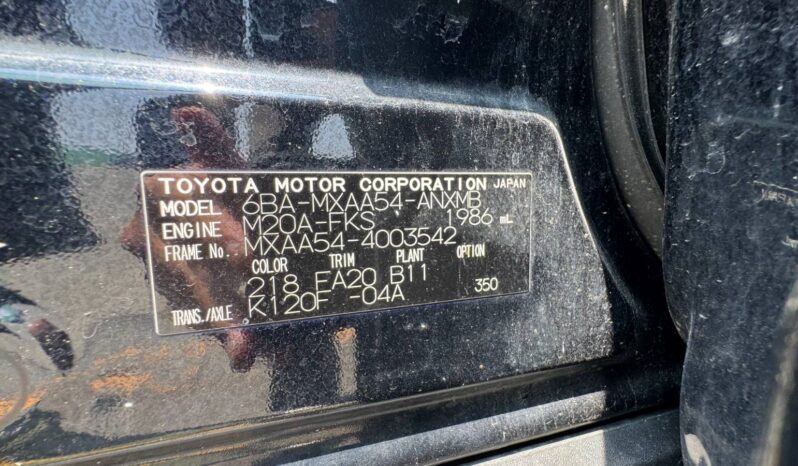 TOYOTA MOTOR CORPORATION JAPAN
MODEL 6BA-MXAA54-ANXMB
ENGINE M20A-FKS 1986 mL
FRAME No. MXAA54-4003542
COLOR TRIM PLANT OPTION
218 EA20 B11
TRANS./AXLE K120F -04A 350